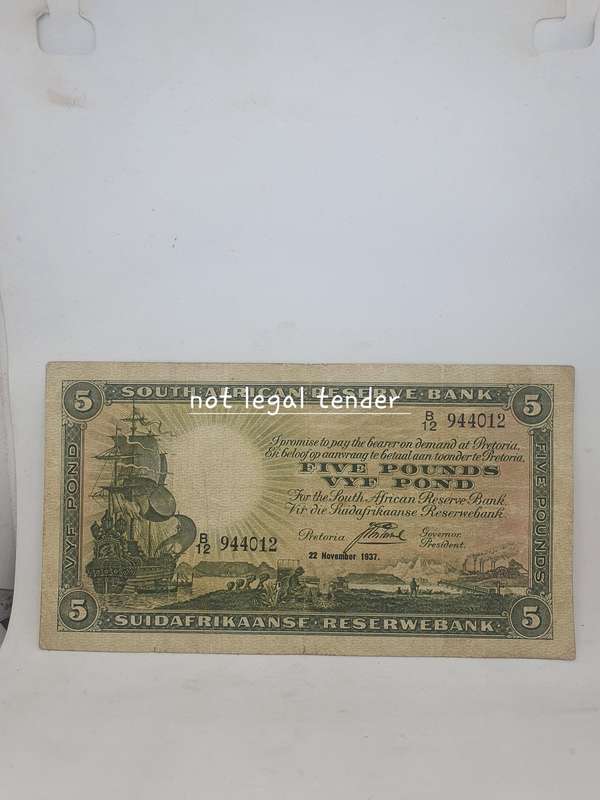 5 SOUTH AFRICAN RESERVE BANK 5
not legal tender
B/12 944012
I promise to pay the bearer on demand at Pretoria.
Ek beloof op aanvraag te betaal aan toonder te Pretoria.
FIVE POUNDS
VYF POND
For the South African Reserve Bank
Vir die Suidafrikaanse Reserwebank
Pretoria
Governor
President.
B/12 944012
22 November 1937.
VYF POND
FIVE POUNDS
5 SUIDAFRIKAANSE RESERWEBANK 5